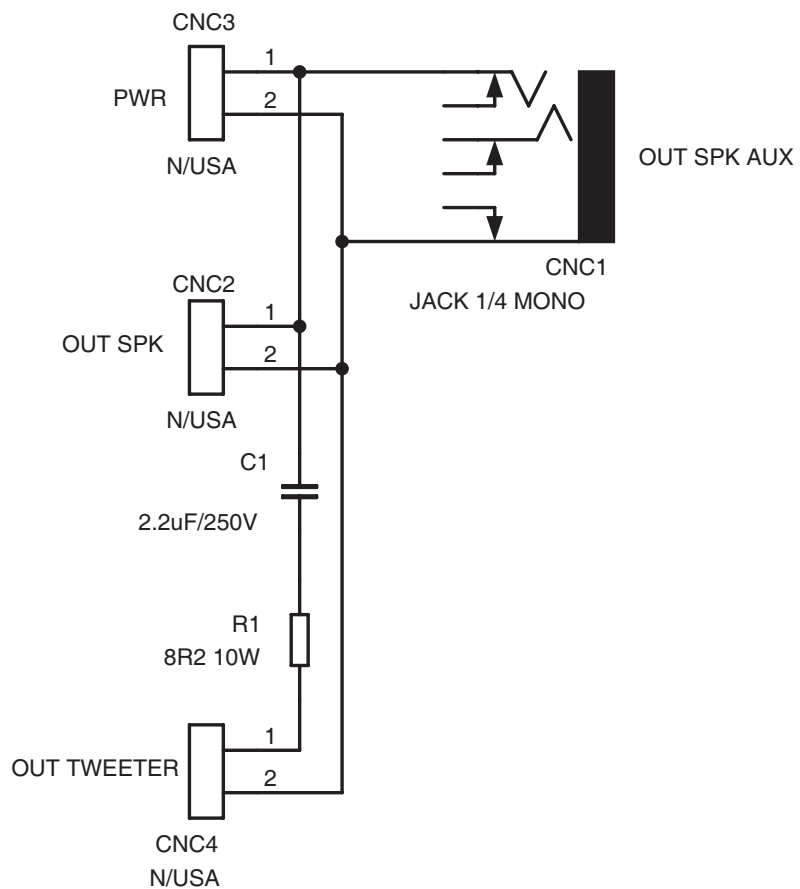 CNC3
1
PWR
2
N/USA
OUT SPK AUX
CNC1
JACK 1/4 MONO
CNC2
1
OUT SPK
2
N/USA
C1
2.2uF/250V
R1
8R2 10W
1
OUT TWEETER
2
CNC4
N/USA